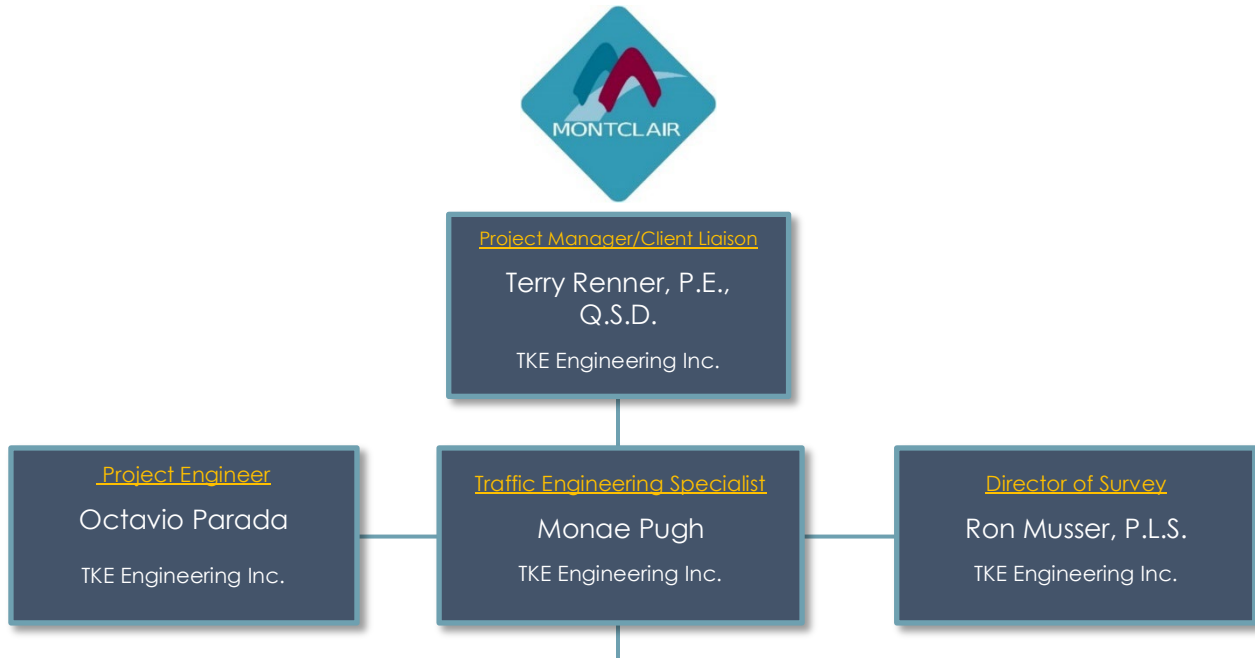 MONTCLAIR
Project Manager/Client Liaison
Terry Renner, P.E.,
Q.S.D.
TKE Engineering Inc.
Project Engineer
Octavio Parada
TKE Engineering Inc.
Traffic Engineering Specialist
Monae Pugh
TKE Engineering Inc.
Director of Survey
Ron Musser, P.L.S.
TKE Engineering Inc.